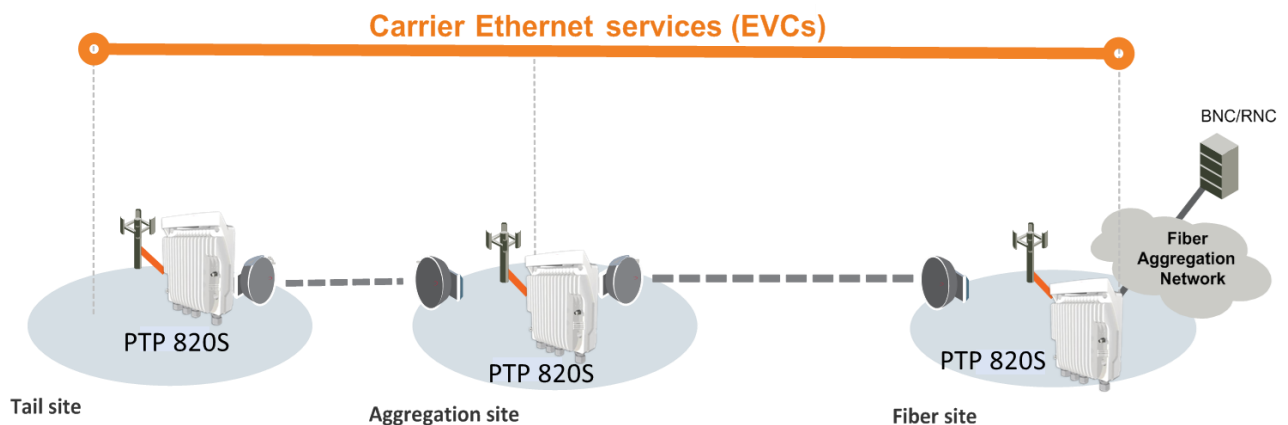 Carrier Ethernet services (EVCs)
BNC/RNC
Fiber
Aggregation
Network
PTP 820S
PTP 820S
PTP 820S
Tail site
Aggregation site
Fiber site